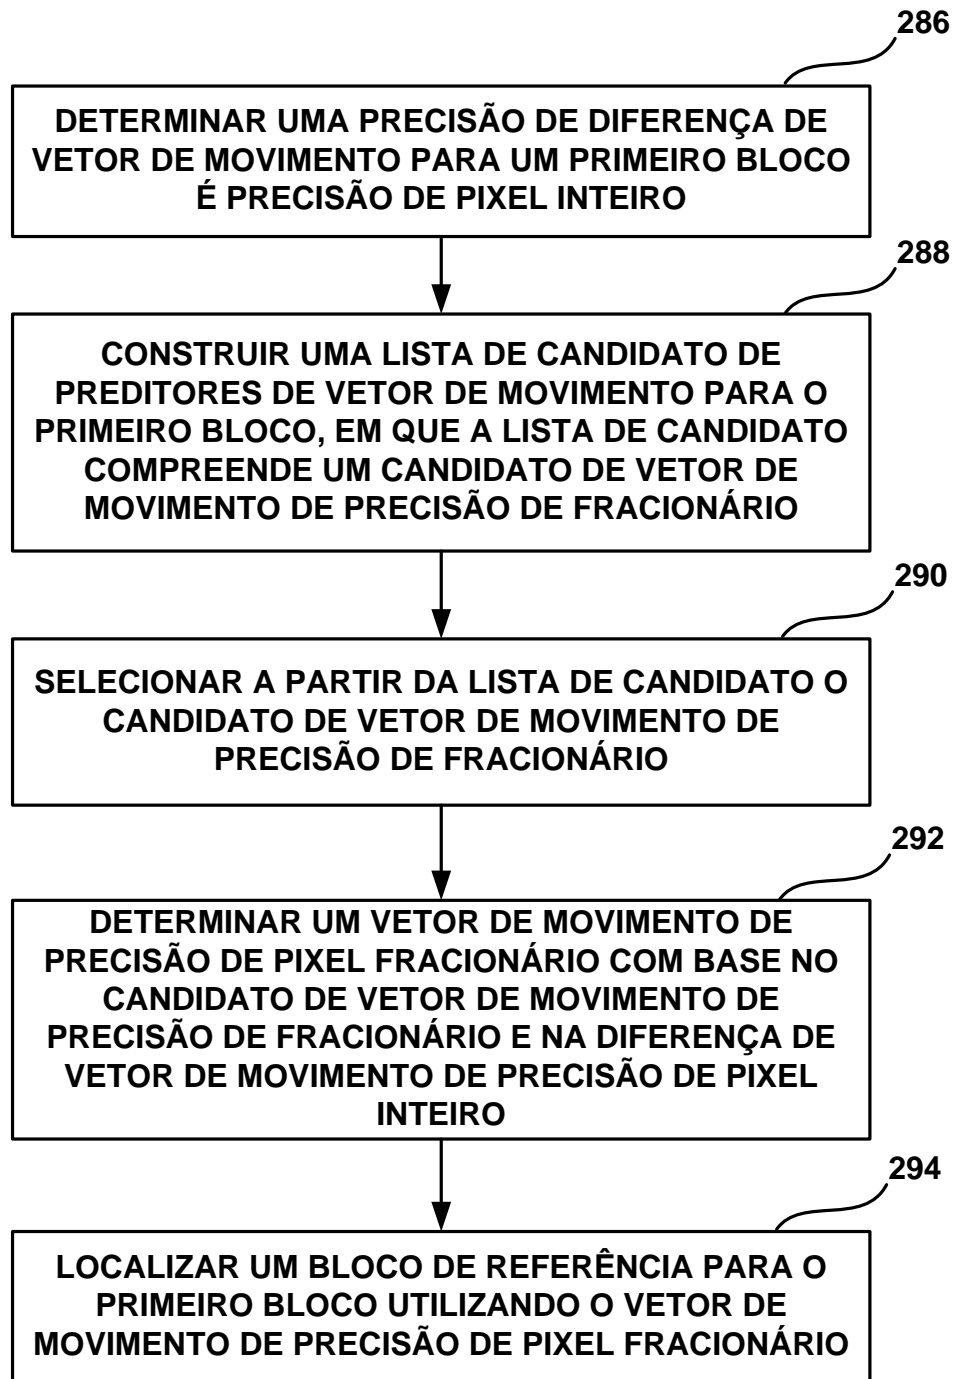 286
DETERMINAR UMA PRECISÃO DE DIFERENÇA DE
VETOR DE MOVIMENTO PARA UM PRIMEIRO BLOCO
É PRECISÃO DE PIXEL INTEIRO
288
CONSTRUIR UMA LISTA DE CANDIDATO DE
PREDITORES DE VETOR DE MOVIMENTO PARA O
PRIMEIRO BLOCO, EM QUE A LISTA DE CANDIDATO
COMPREENDE UM CANDIDATO DE VETOR DE
MOVIMENTO DE PRECISÃO DE FRACIONÁRIO
290
SELECIONAR A PARTIR DA LISTA DE CANDIDATO O
CANDIDATO DE VETOR DE MOVIMENTO DE
PRECISÃO DE FRACIONÁRIO
292
DETERMINAR UM VETOR DE MOVIMENTO DE
PRECISÃO DE PIXEL FRACIONÁRIO COM BASE NO
CANDIDATO DE VETOR DE MOVIMENTO DE
PRECISÃO DE FRACIONÁRIO E NA DIFERENÇA DE
VETOR DE MOVIMENTO DE PRECISÃO DE PIXEL
INTEIRO
294
LOCALIZAR UM BLOCO DE REFERÊNCIA PARA O
PRIMEIRO BLOCO UTILIZANDO O VETOR DE
MOVIMENTO DE PRECISÃO DE PIXEL FRACIONÁRIO